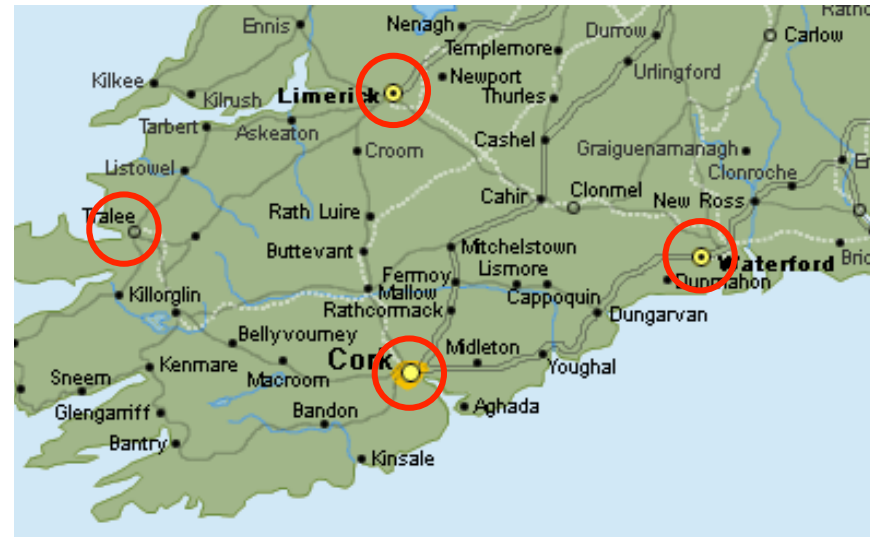 Ennis
Nenagh
Durrow
Carlow
Templemore
Kilkee
Newport
Urlingford
Kilrush
Limerick
Thurles
Tarbert
Askeaton
Croom
Cashel
Graiguenamanagh
Listowel
Clonroche
Cahir
Clonmel
New Ross
Tralee
Rath Luire
Buttevant
Mitchelstown
Waterford
Lismore
Fermoy
Dunmahon
Killorglin
Mallow
Cappoquin
Rathcormack
Dungarvan
Bellyvourney
Cork
Midleton
Youghal
Kenmare
Sneem
Macroom
Glengarriff
Bandon
Aghada
Bantry
Kinsale